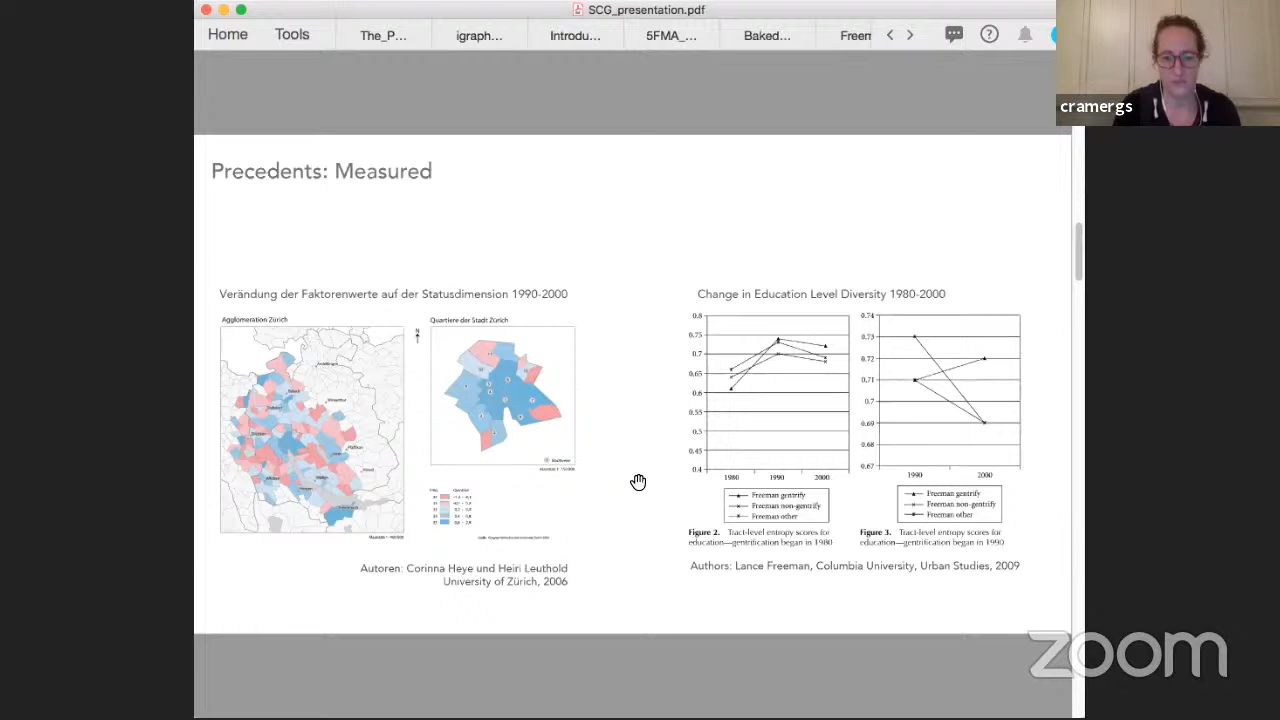 SCG_presentation.pdf
Home
Tools
The_P...
igraph...
Introdu...
5FMA_...
Baked...
Freem
cramergs
Precedents: Measured
Verändung der Faktorenwerte auf der Statusdimension 1990-2000
Agglomeration Zürich
N
Quartiere der Stadt Zürich
Autoren: Corinna Heye und Heiri Leuthold
University of Zürich, 2006
Change in Education Level Diversity 1980-2000
0.8
0.75
0.7
0.65
0.6
0.55
0.5
0.45
0.4
1980
1990
2000
Freeman gentrify
Freeman non-gentrify
Freeman other
Figure 2. Tract-level entropy scores for
education—gentrification began in 1980
0.74
0.73
0.72
0.71
0.7
0.69
0.68
0.67
1990
2000
Freeman gentrify
Freeman non-gentrify
Freeman other
Figure 3. Tract-level entropy scores for
education—gentrification began in 1990
Authors: Lance Freeman, Columbia University, Urban Studies, 2009
zoom